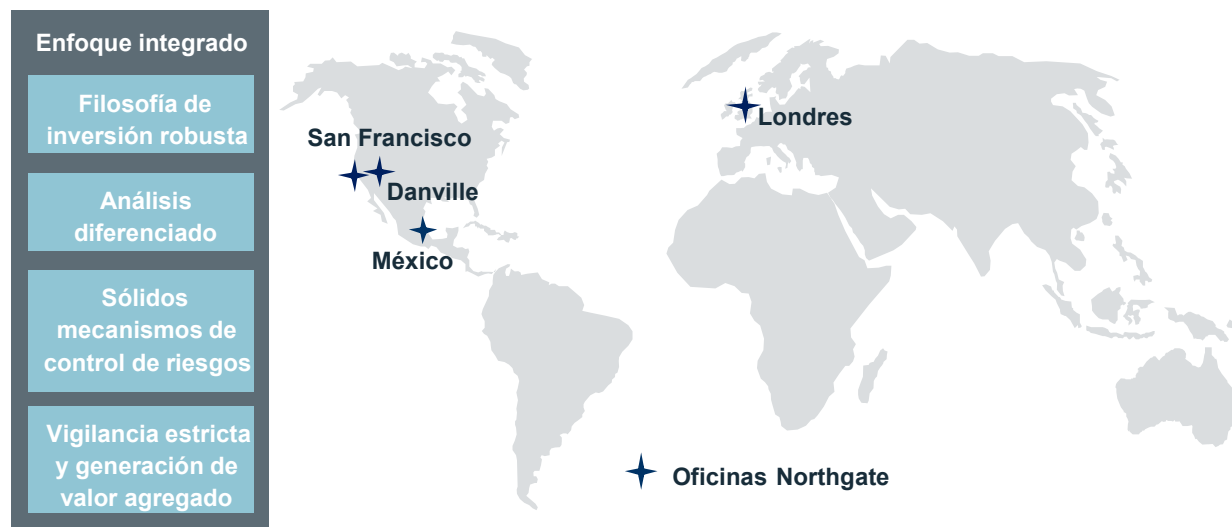 Enfoque integrado
Filosofía de
inversión robusta
Análisis
diferenciado
Sólidos
mecanismos de
control de riesgos
Vigilancia estricta
y generación de
valor agregado
San Francisco
Danville
México
Londres
Oficinas Northgate